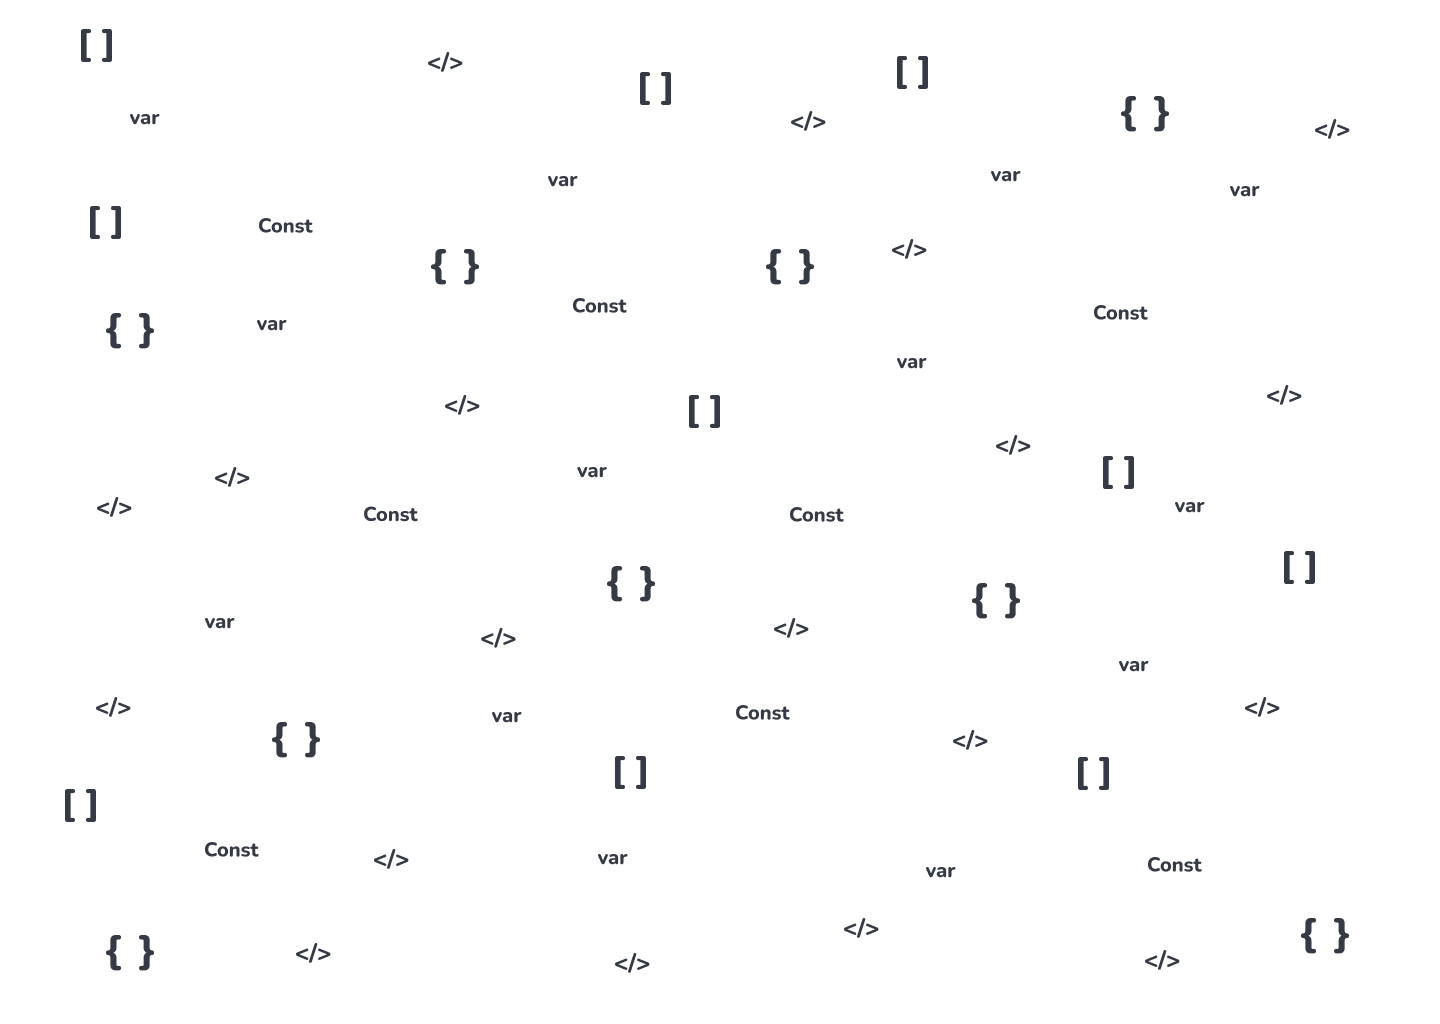 [ ]
</>
[ ]
[ ]
{ }
var
</>
</>
var
var
var
[ ]
Const
</>
{ }
{ }
Const
Const
{ }
var
var
</>
[ ]
</>
</>
var
[ ]
</>
</>
Const
Const
var
[ ]
{ }
{ }
var
</>
</>
var
</>
var
Const
</>
{ }
</>
[ ]
[ ]
[ ]
Const
</>
var
var
Const
</>
{ }
{ }
</>
</>
</>